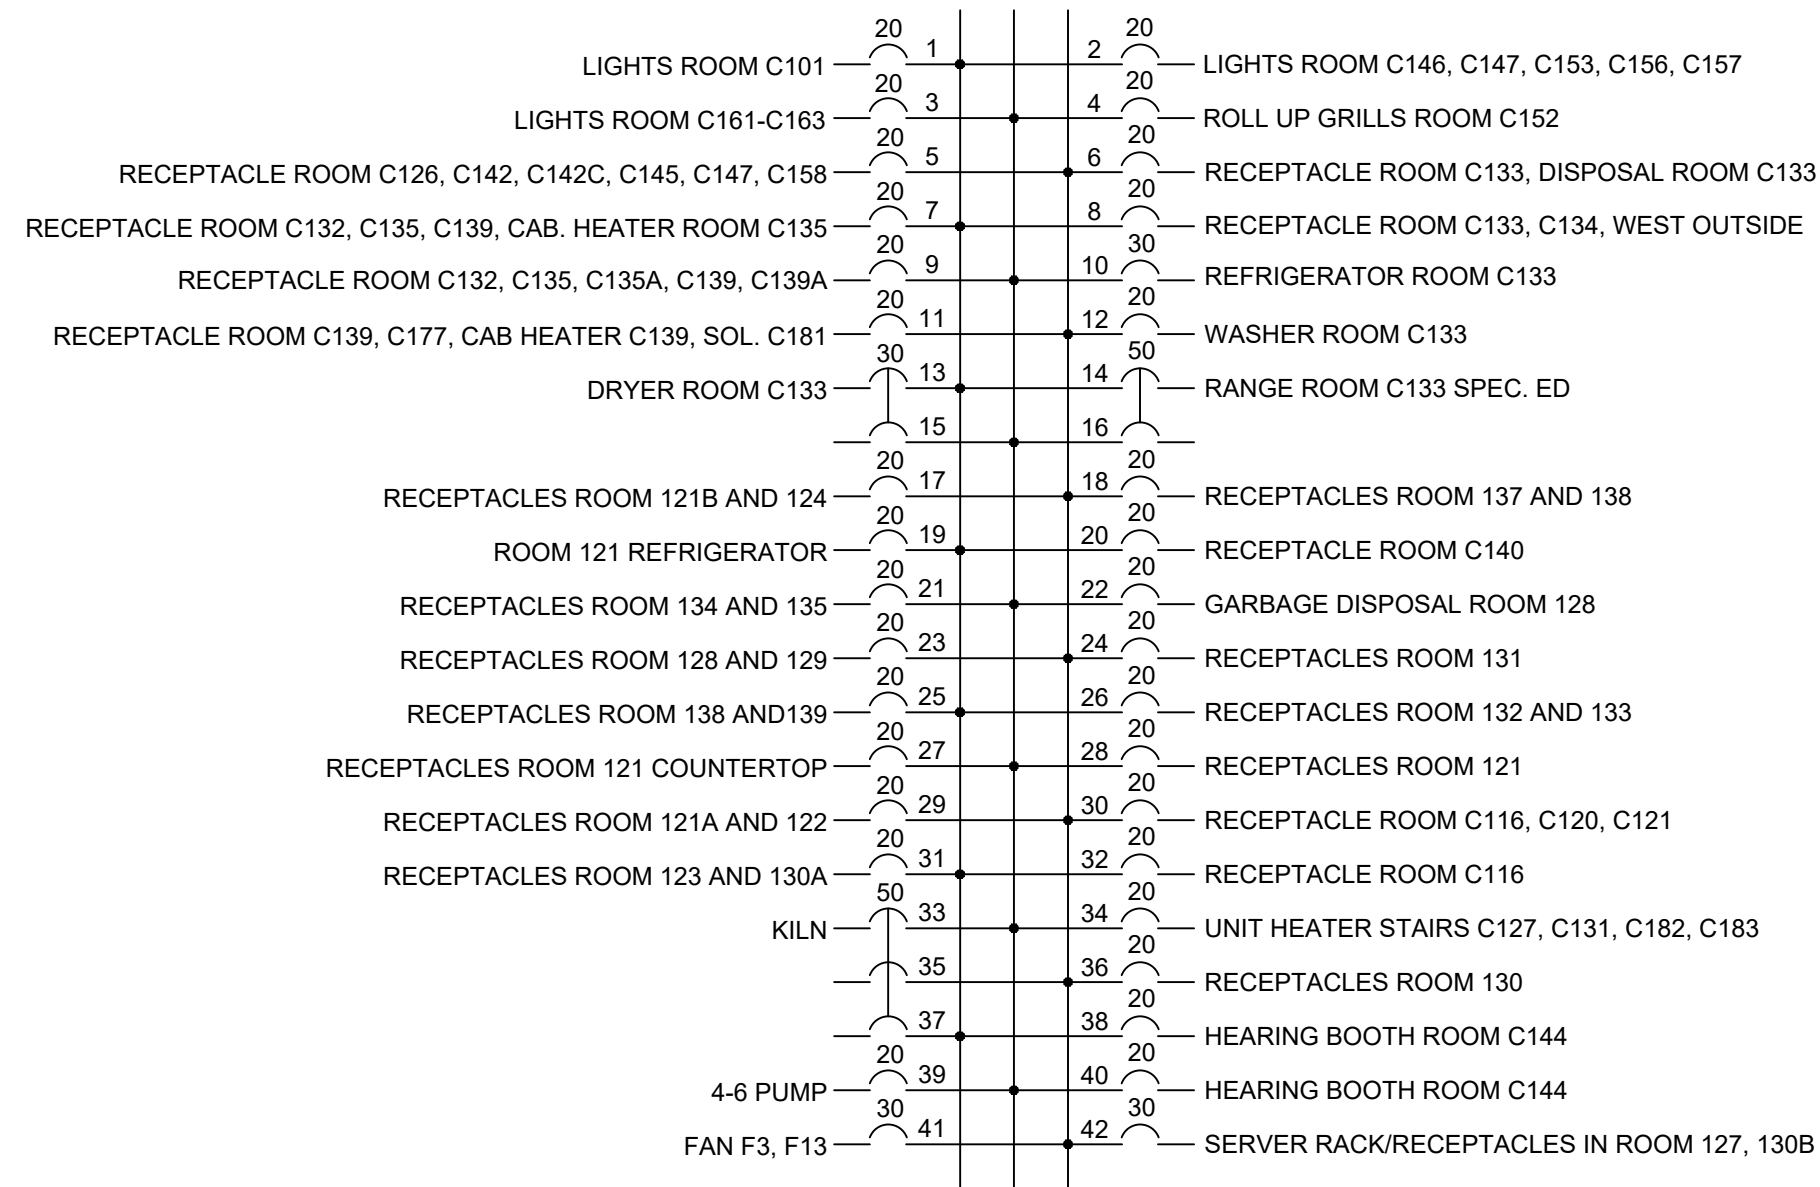 20 20
LIGHTS ROOM C101 1 2 LIGHTS ROOM C146, C147, C153, C156, C157
20 20
LIGHTS ROOM C161-C163 3 4 ROLL UP GRILLS ROOM C152
20 20
RECEPTACLE ROOM C126, C142, C142C, C145, C147, C158 5 6 RECEPTACLE ROOM C133, DISPOSAL ROOM C133
20 20
RECEPTACLE ROOM C132, C135, C139, CAB. HEATER ROOM C135 7 8 RECEPTACLE ROOM C133, C134, WEST OUTSIDE
20 30
RECEPTACLE ROOM C132, C135, C135A, C139, C139A 9 10 REFRIGERATOR ROOM C133
20 20
RECEPTACLE ROOM C139, C177, CAB HEATER C139, SOL. C181 11 12 WASHER ROOM C133
30 50
DRYER ROOM C133 13 14 RANGE ROOM C133 SPEC. ED
15 16
20 20
RECEPTACLES ROOM 121B AND 124 17 18 RECEPTACLES ROOM 137 AND 138
20 20
ROOM 121 REFRIGERATOR 19 20 RECEPTACLE ROOM C140
20 20
RECEPTACLES ROOM 134 AND 135 21 22 GARBAGE DISPOSAL ROOM 128
20 20
RECEPTACLES ROOM 128 AND 129 23 24 RECEPTACLES ROOM 131
20 20
RECEPTACLES ROOM 138 AND139 25 26 RECEPTACLES ROOM 132 AND 133
20 20
RECEPTACLES ROOM 121 COUNTERTOP 27 28 RECEPTACLES ROOM 121
20 20
RECEPTACLES ROOM 121A AND 122 29 30 RECEPTACLE ROOM C116, C120, C121
20 20
RECEPTACLES ROOM 123 AND 130A 31 32 RECEPTACLE ROOM C116
50 20
KILN 33 34 UNIT HEATER STAIRS C127, C131, C182, C183
20
35 36 RECEPTACLES ROOM 130
20
37 38 HEARING BOOTH ROOM C144
20 20
4-6 PUMP 39 40 HEARING BOOTH ROOM C144
30 30
FAN F3, F13 41 42 SERVER RACK/RECEPTACLES IN ROOM 127, 130B